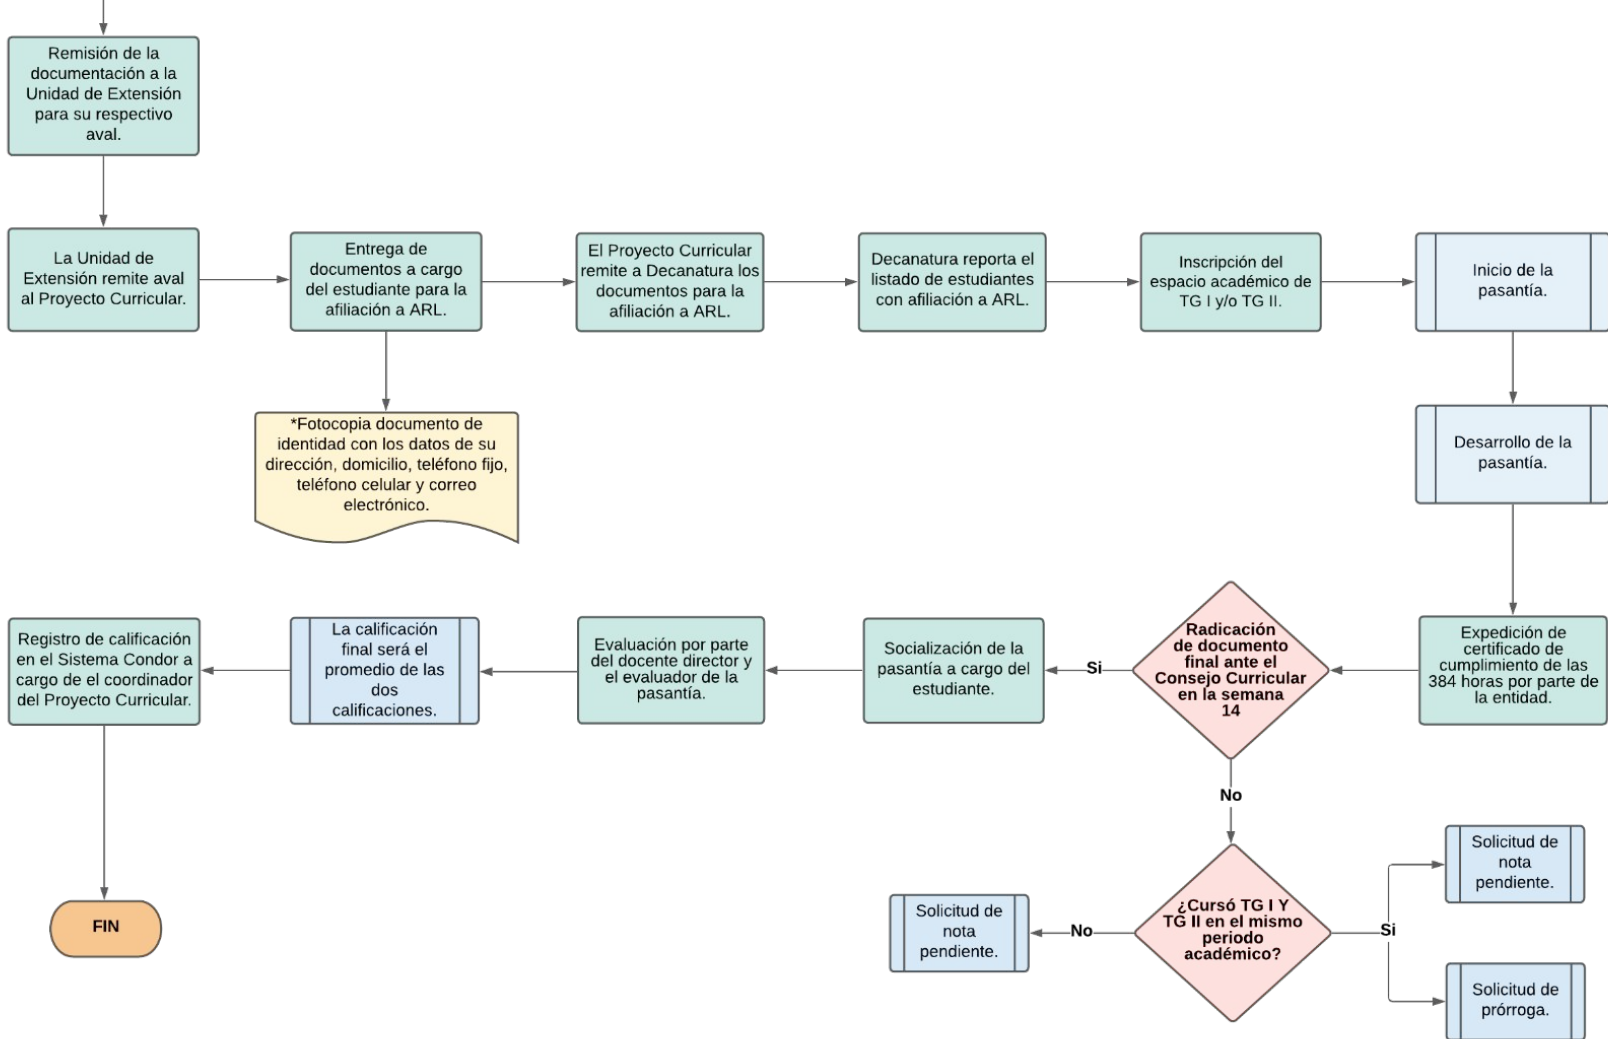 Remisión de la
documentación a la
Unidad de Extensión
para su respectivo
aval.
La Unidad de
Extensión remite aval
al Proyecto Curricular.
Entrega de
documentos a cargo
del estudiante para la
afiliación a ARL.
El Proyecto Curricular
remite a Decanatura los
documentos para la
afiliación a ARL.
Decanatura reporta el
listado de estudiantes
con afiliación a ARL.
Inscripción del
espacio académico de
TG I y/o TG II.
Inicio de la
pasantía.
*Fotocopia documento de
identidad con los datos de su
dirección, domicilio, teléfono fijo,
teléfono celular y correo
electrónico.
Desarrollo de la
pasantía.
Expedición de
certificado de
cumplimiento de las
384 horas por parte de
la entidad.
Radicación
de documento
final ante el
Consejo Curricular
en la semana
14
Si
Socialización de la
pasantía a cargo del
estudiante.
Evaluación por parte
del docente director y
el evaluador de la
pasantía.
La calificación
final será el
promedio de las
dos
calificaciones.
Registro de calificación
en el Sistema Condor a
cargo de el coordinador
del Proyecto Curricular.
FIN
No
¿Cursó TG I Y
TG II en el mismo
periodo
académico?
No
Solicitud de
nota
pendiente.
Si
Solicitud de
nota
pendiente.
Solicitud de
prórroga.